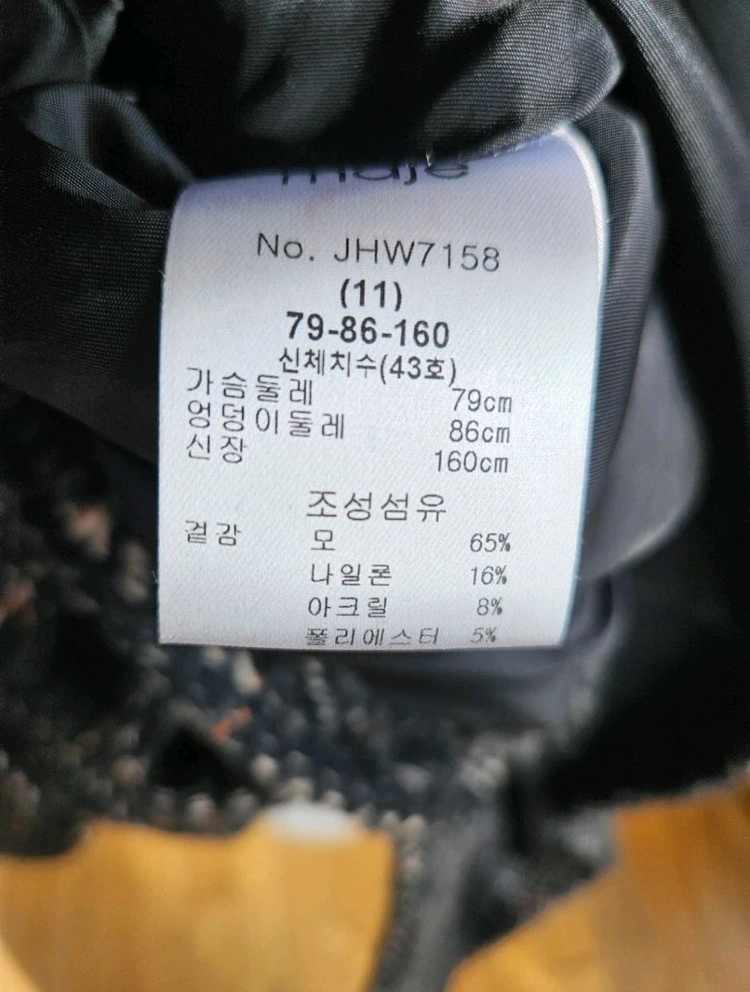 maje
No. JHW7158
(11)
79-86-160
신체치수(43호)
가슴둘레 79cm
엉덩이둘레 86cm
신장 160cm
조성섬유
겉감 모 65%
나일론 16%
아크릴 8%
폴리에스터 5%